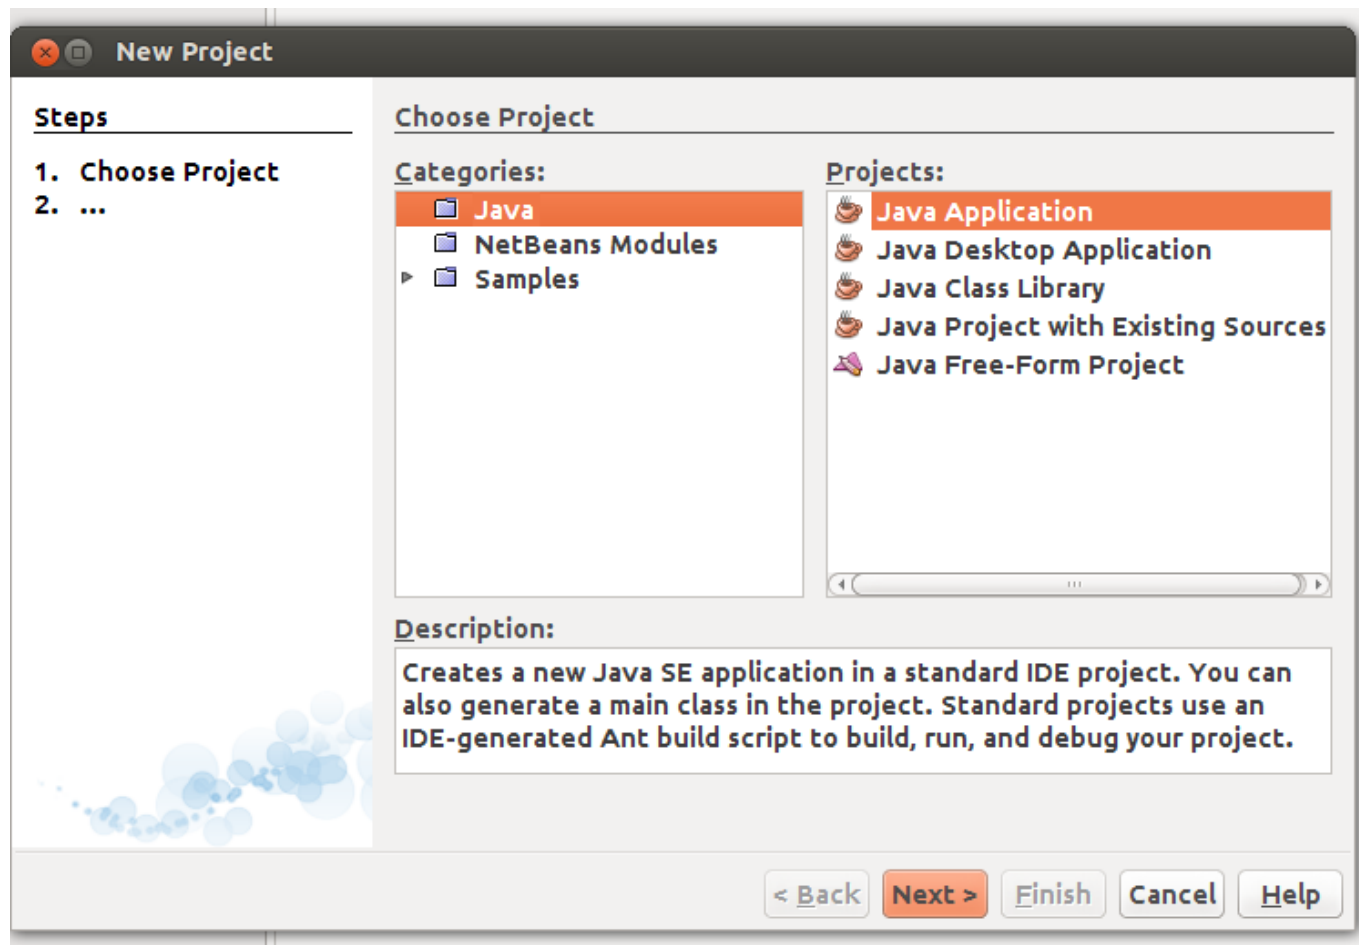 New Project
Steps
1. Choose Project
2. ...
Choose Project
Categories:
Java
NetBeans Modules
Samples
Projects:
Java Application
Java Desktop Application
Java Class Library
Java Project with Existing Sources
Java Free-Form Project
Description:
Creates a new Java SE application in a standard IDE project. You can
also generate a main class in the project. Standard projects use an
IDE-generated Ant build script to build, run, and debug your project.
< Back
Next >
Finish
Cancel
Help